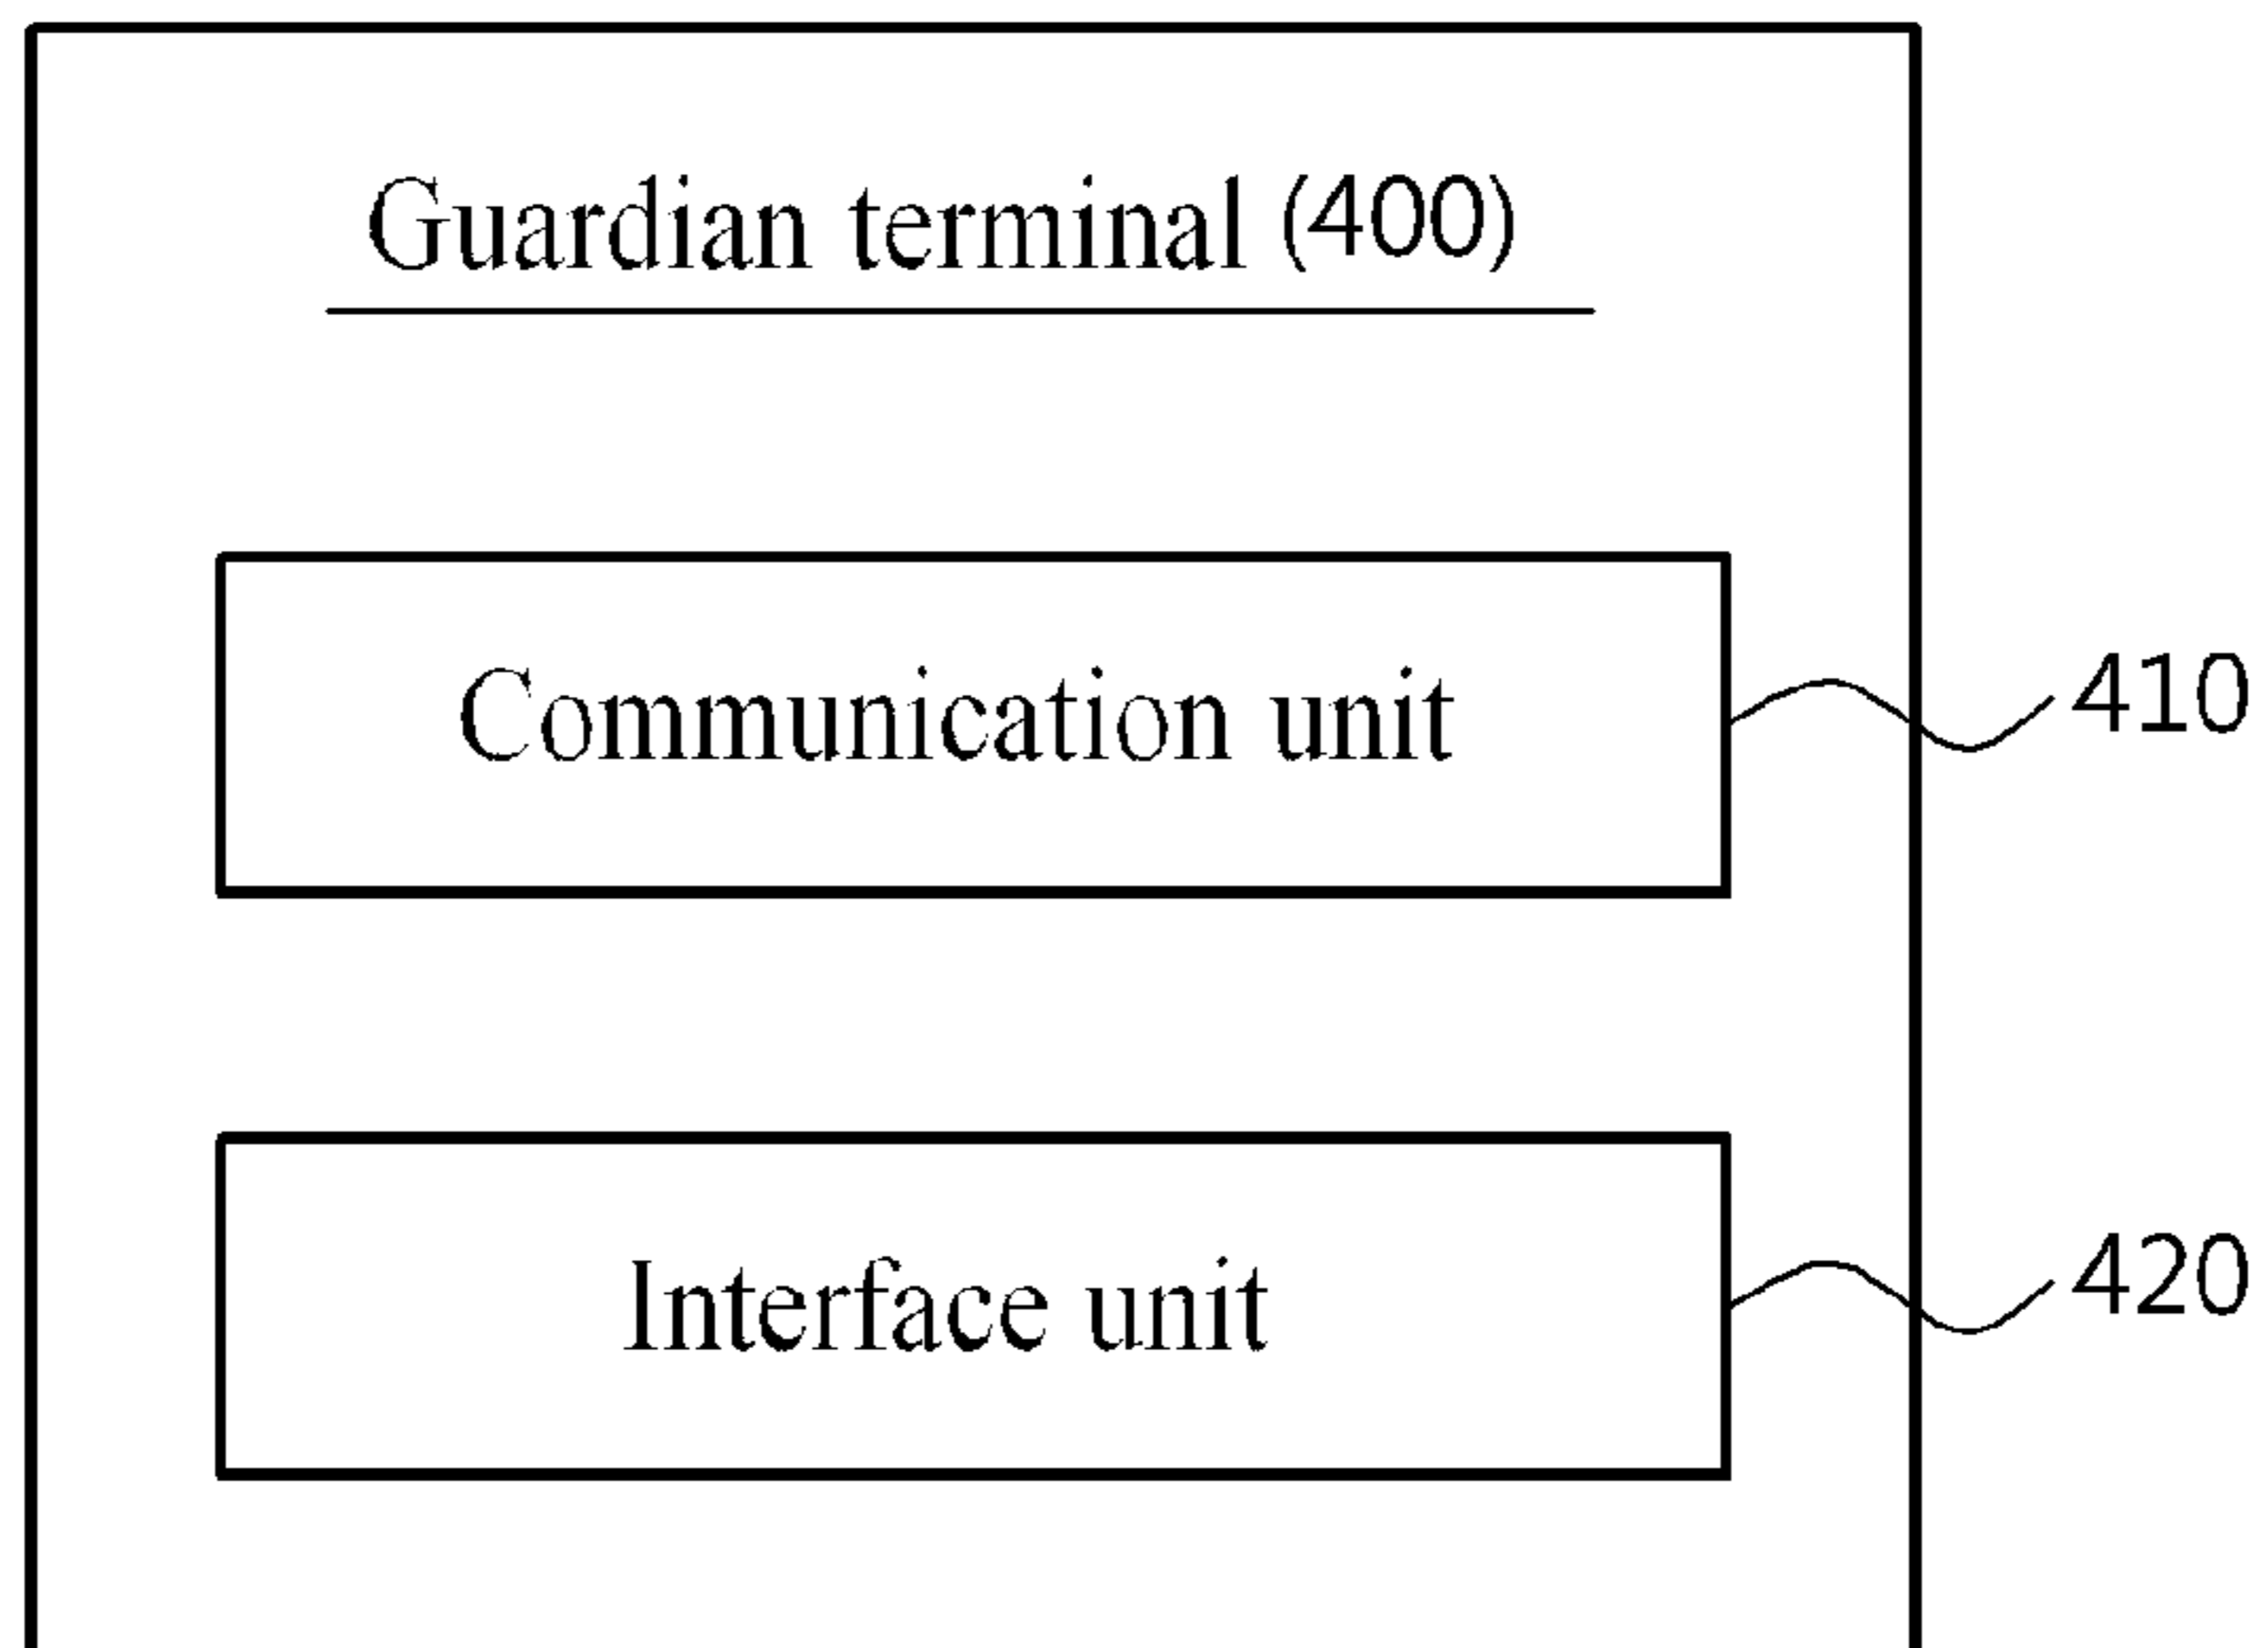 Guardian terminal (400)
Communication unit
410
Interface unit
420